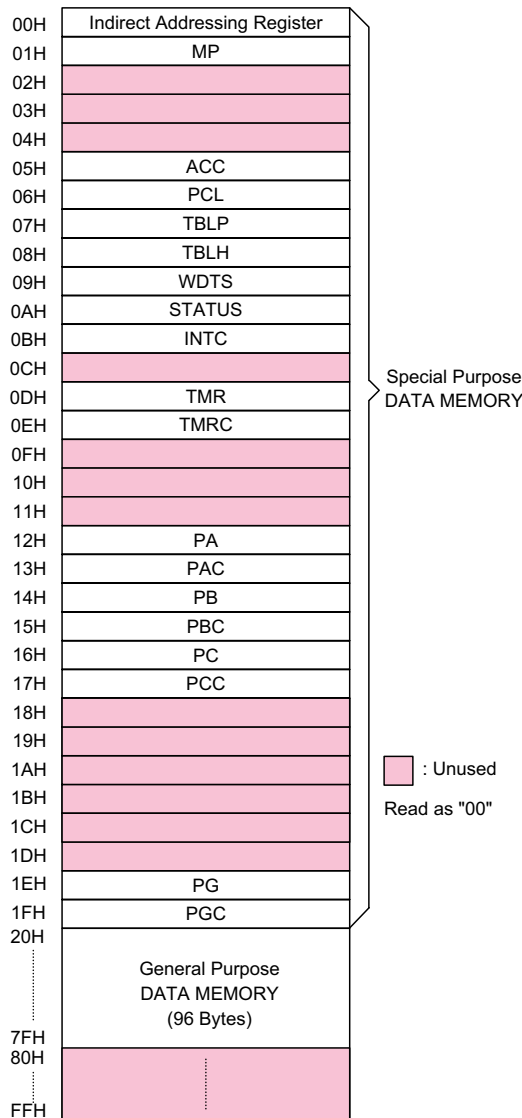 00H Indirect Addressing Register
01H MP
02H
03H
04H
05H ACC
06H PCL
07H TBLP
08H TBLH
09H WDTS
0AH STATUS
0BH INTC
0CH
0DH TMR
0EH TMRC
0FH
10H
11H
12H PA
13H PAC
14H PB
15H PBC
16H PC
17H PCC
18H
19H
1AH
1BH
1CH
1DH
1EH PG
1FH PGC
20H
General Purpose
DATA MEMORY
(96 Bytes)
7FH
80H
FFH
Special Purpose
DATA MEMORY
: Unused
Read as "00"